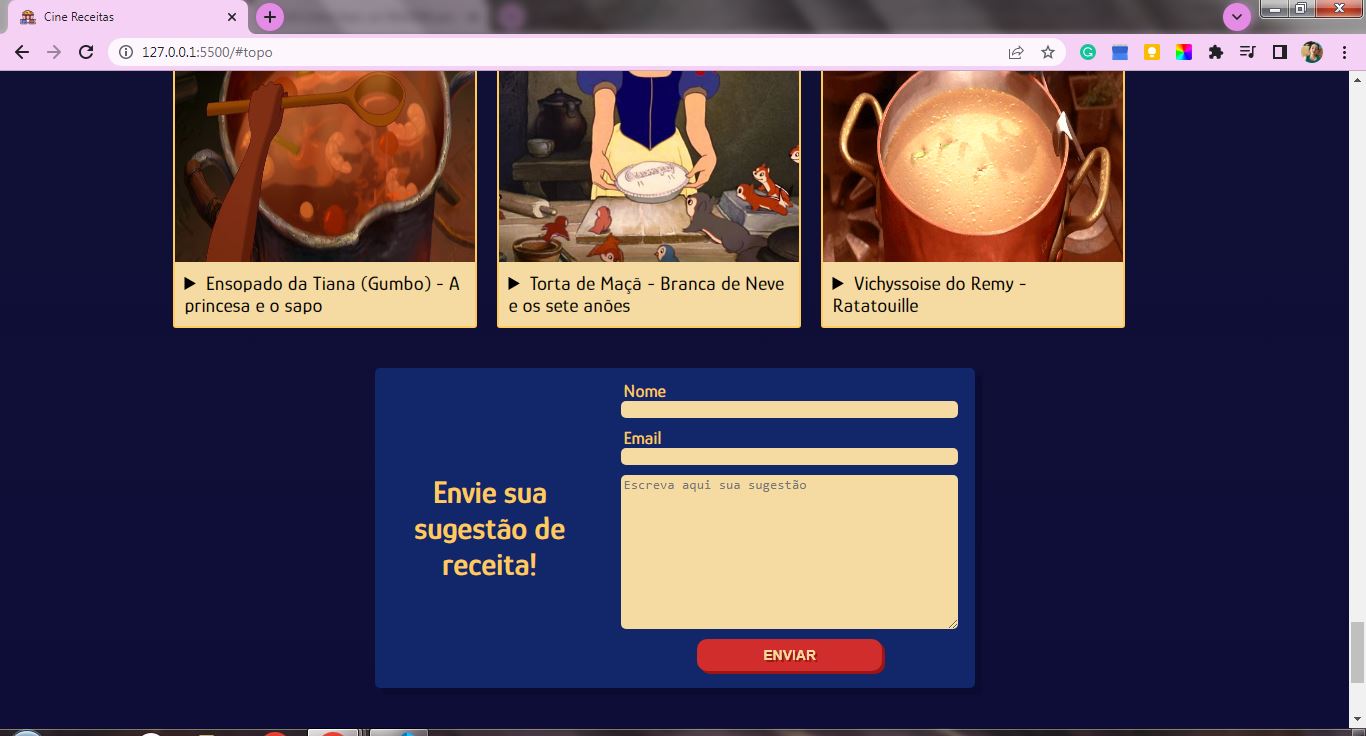 Cine Receitas
127.0.0.1:5500/#topo
Ensopado da Tiana (Gumbo) - A
princesa e o sapo
Torta de Maçã - Branca de Neve
e os sete anões
Vichyssoise do Remy -
Ratatouille
Nome
Email
Envie sua
sugestão de
receita!
Escreva aqui sua sugestão
ENVIAR